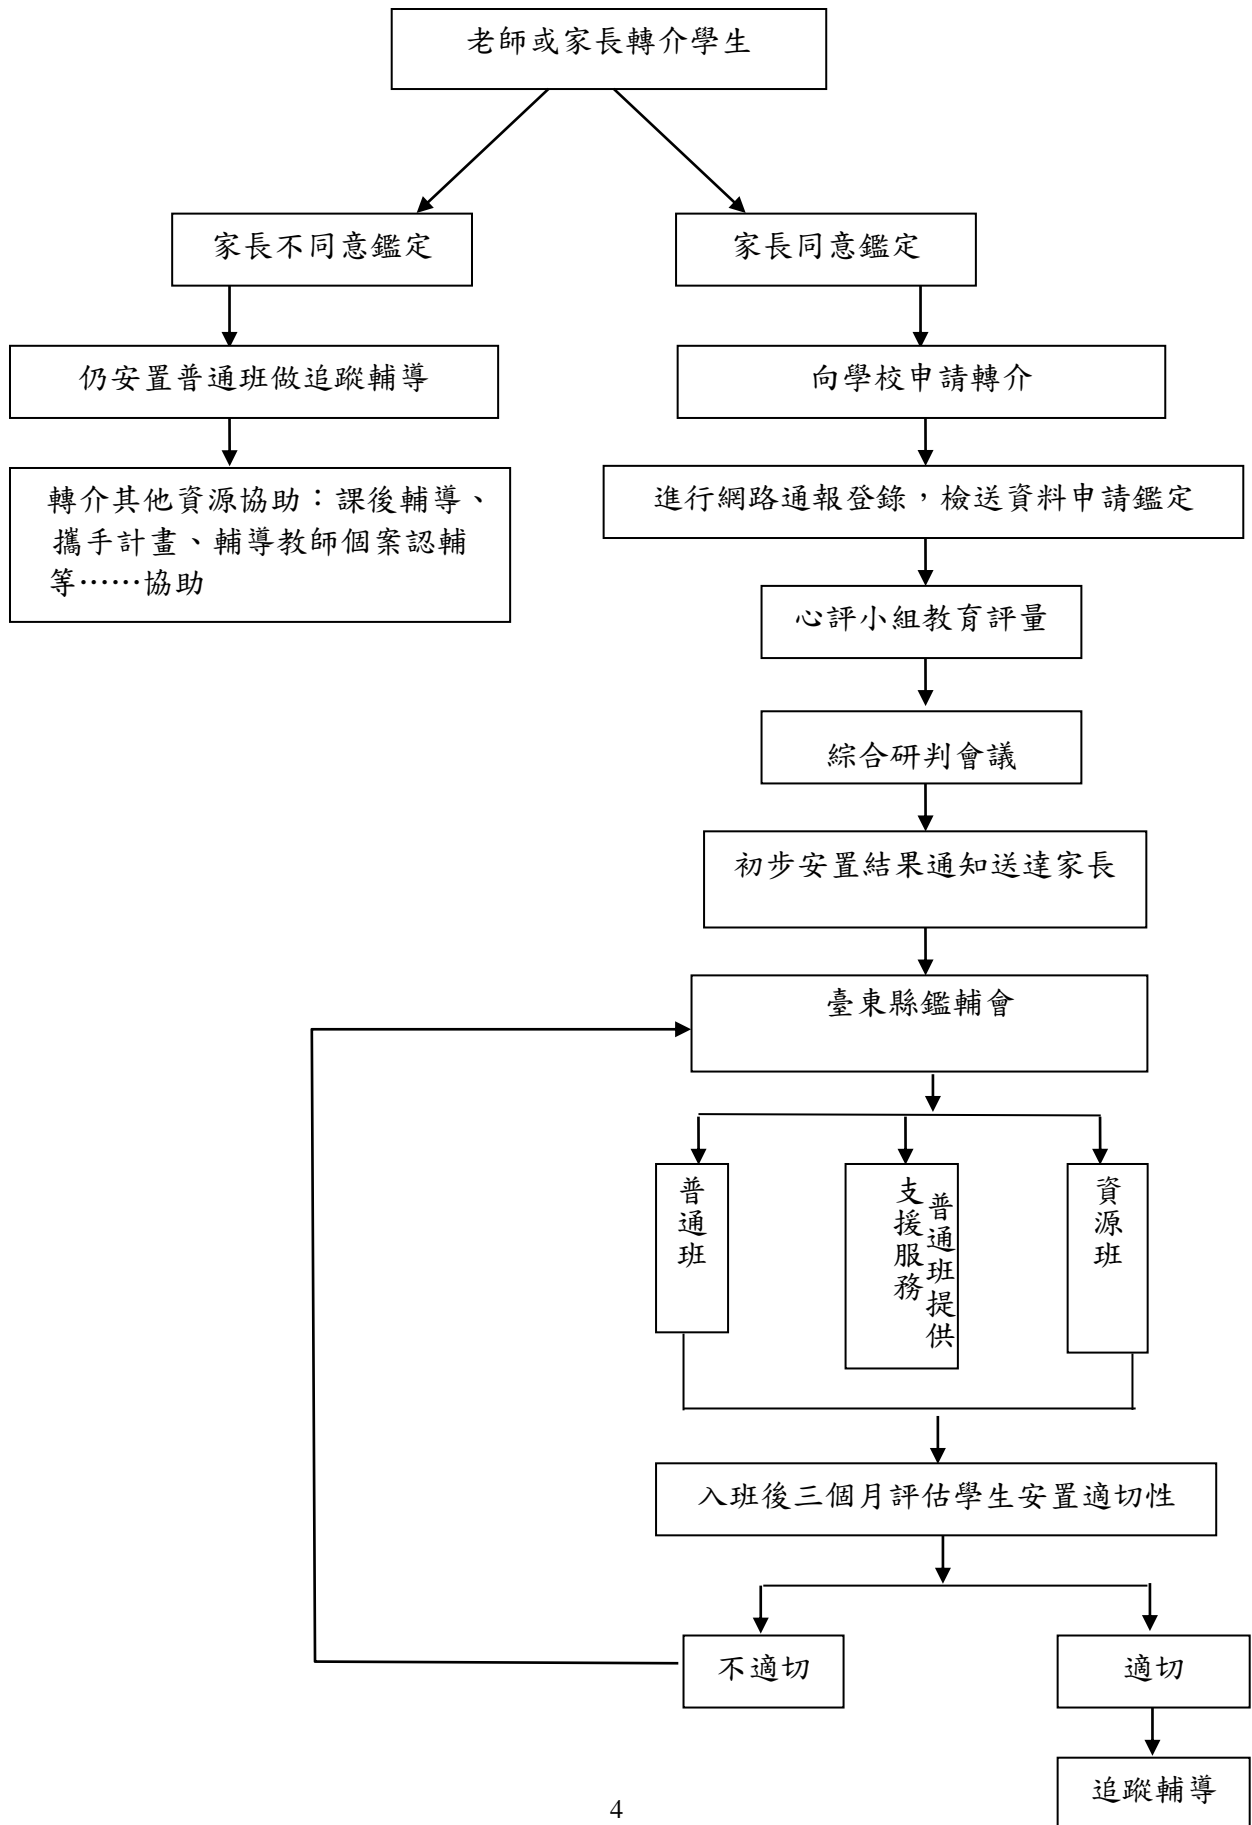 老師或家長轉介學生
家長不同意鑑定
家長同意鑑定
仍安置普通班做追蹤輔導
向學校申請轉介
轉介其他資源協助：課後輔導、
攜手計畫、輔導教師個案認輔
等……協助
進行網路通報登錄，檢送資料申請鑑定
心評小組教育評量
綜合研判會議
初步安置結果通知送達家長
臺東縣鑑輔會
普通班
普通班提供
支援服務
資源班
入班後三個月評估學生安置適切性
不適切
適切
追蹤輔導
4